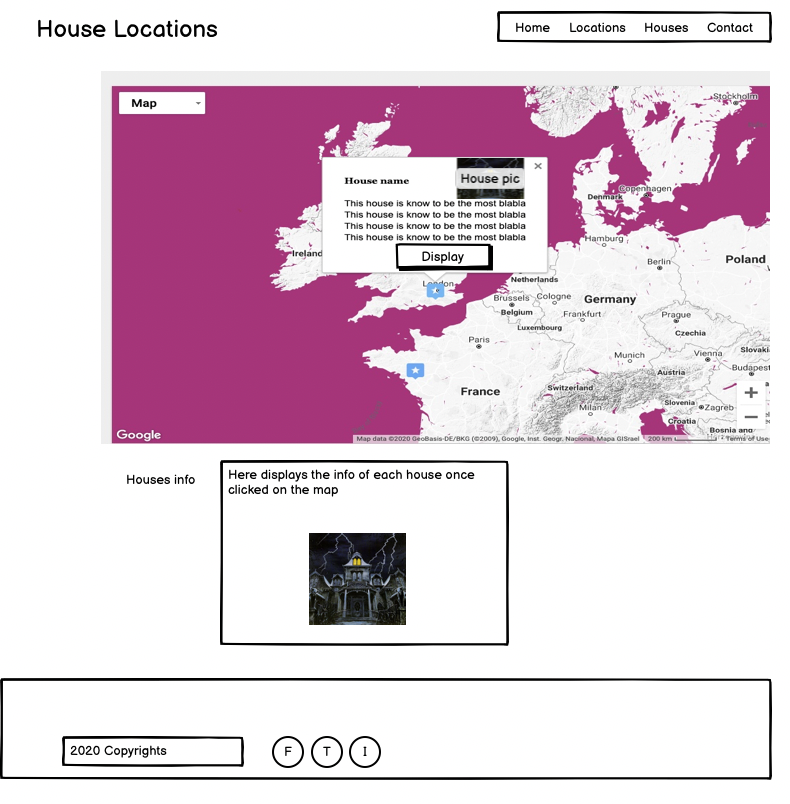 House Locations
Home Locations Houses Contact
Map
Stockholm
House name
House pic
×
This house is know to be the most blabla
This house is know to be the most blabla
This house is know to be the most blabla
This house is know to be the most blabla
Display
Copenhagen
Denmark
Hamburg
Ireland
Berlin
Poland
Netherlands
London
Brussels
Cologne
Germany
Belgium
Frankfurt
Prague
Luxembourg
Czechia
Paris
Munich
Vienna
Slovaki
Budapest
Austria
France
Switzerland
Slovenia
Zagreb
Milan
Croatia
Bosnia and
+
−
Google
Map data ©2020 GeoBasis-DE/BKG (©2009), Google, Inst. Geogr. Nacional, Mapa GISrael
200 km
Terms of Use
Houses info
Here displays the info of each house once
clicked on the map
2020 Copyrights
F T I